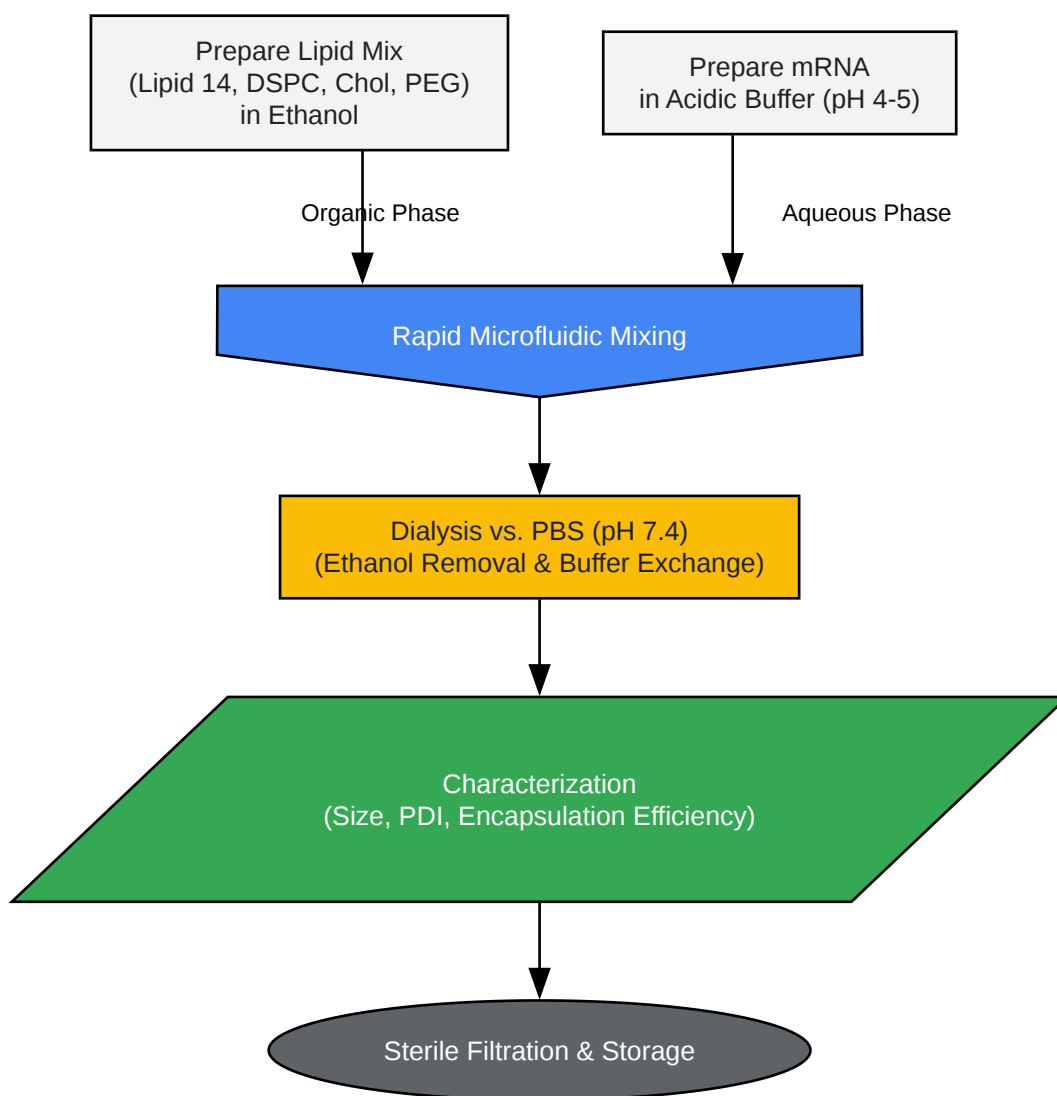 Prepare Lipid Mix
(Lipid 14, DSPC, Chol, PEG)
in Ethanol
Prepare mRNA
in Acidic Buffer (pH 4-5)
Organic Phase
Aqueous Phase
Rapid Microfluidic Mixing
Dialysis vs. PBS (pH 7.4)
(Ethanol Removal & Buffer Exchange)
Characterization
(Size, PDI, Encapsulation Efficiency)
Sterile Filtration & Storage